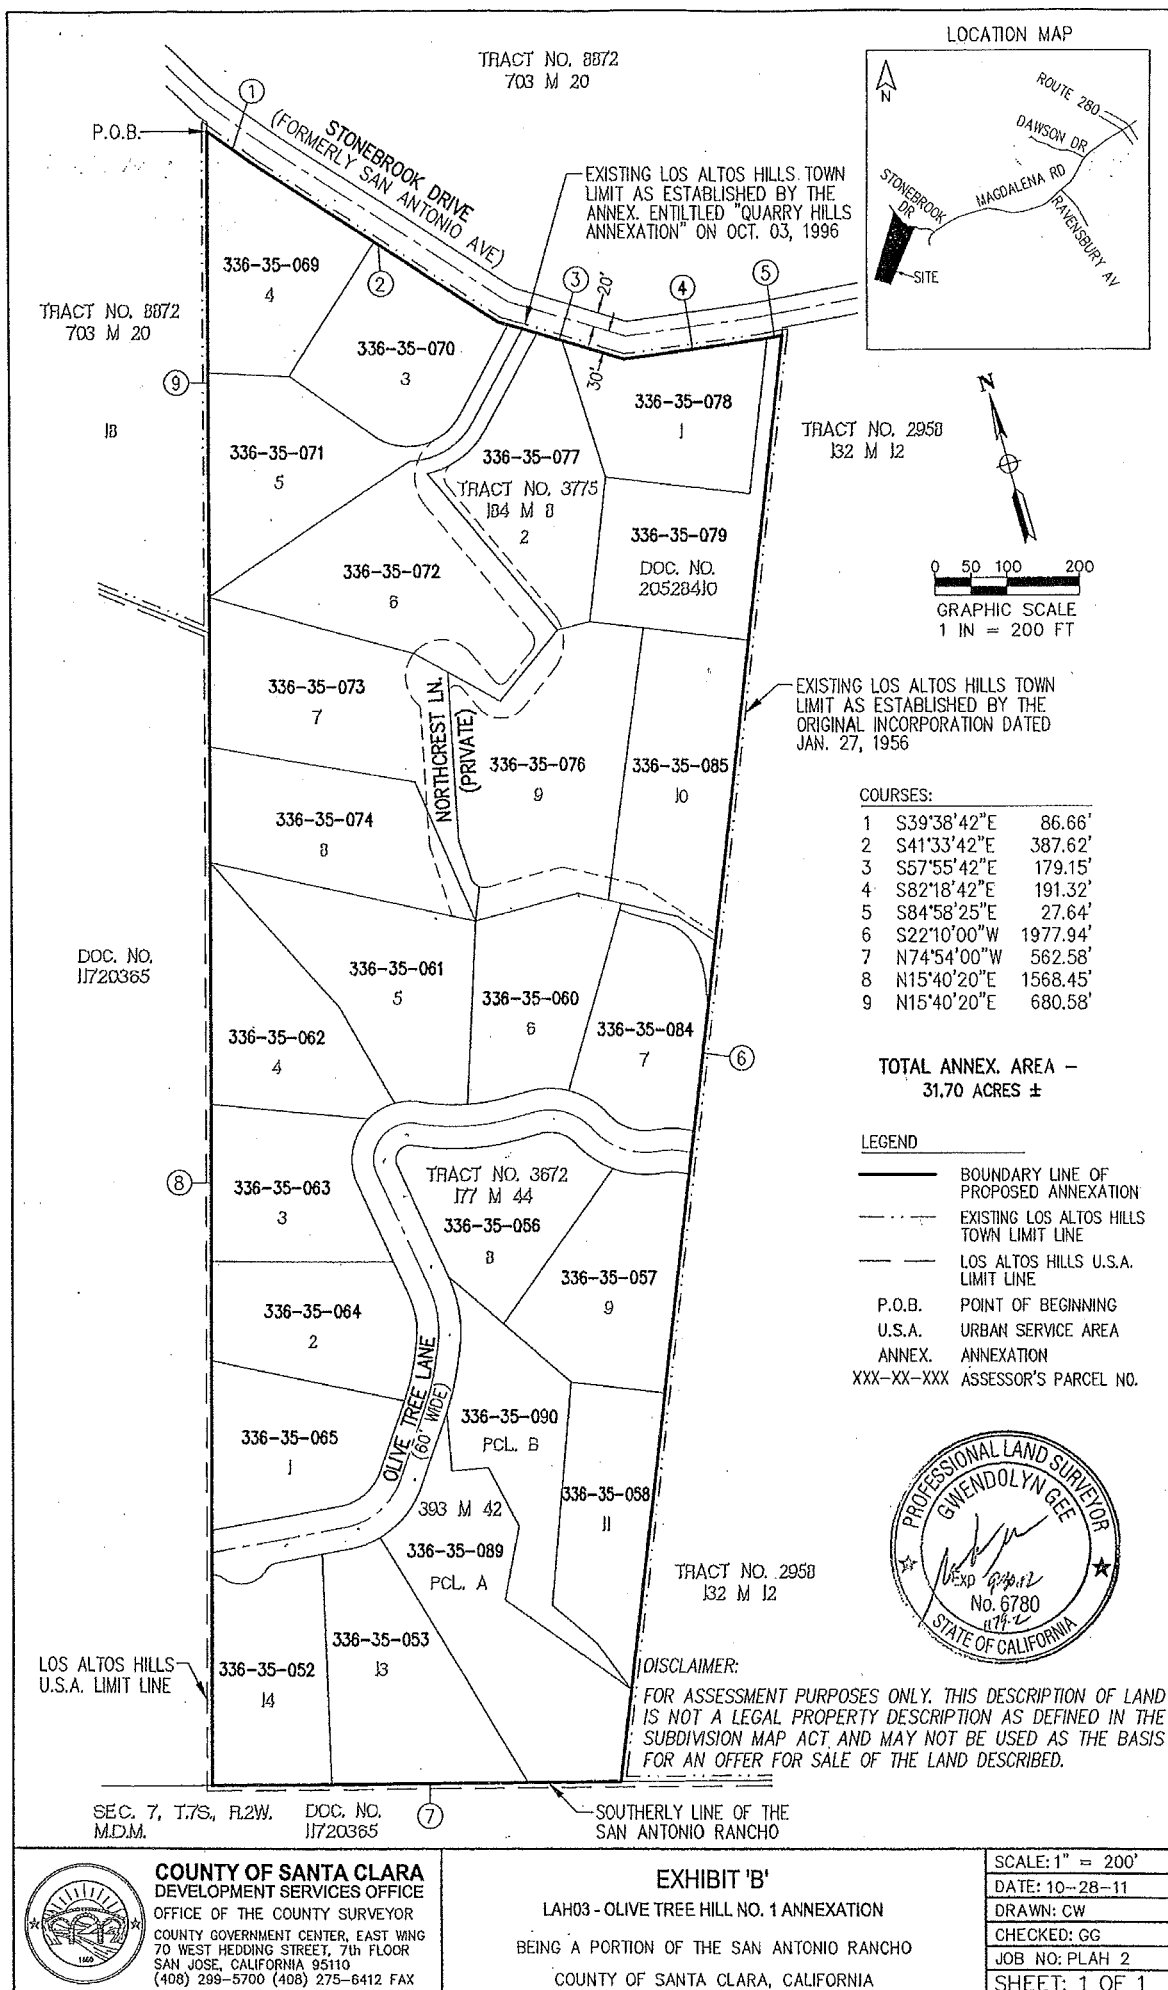 LOCATION MAP
N
ROUTE 280
DAWSON DR
MAGDALENA RD
STONEBROOK
DR
RAVENSBURY AV
SITE
TRACT NO. 8872
703 M 20
1
P.O.B.
STONEBROOK DRIVE
(FORMERLY SAN ANTONIO AVE)
EXISTING LOS ALTOS HILLS TOWN
LIMIT AS ESTABLISHED BY THE
ANNEX. ENTILTLED "QUARRY HILLS
ANNEXATION" ON OCT. 03, 1996
2
3
20'
4
5
30'
336-35-069
4
TRACT NO. 8872
703 M 20
336-35-070
3
9
18
336-35-078
1
N
TRACT NO. 2958
132 M 12
336-35-071
5
336-35-077
TRACT NO. 3775
184 M 8
2
336-35-079
DOC. NO.
20528410
336-35-072
6
0 50 100 200
GRAPHIC SCALE
1 IN = 200 FT
336-35-073
7
NORTHCREST LN.
(PRIVATE)
EXISTING LOS ALTOS HILLS TOWN
LIMIT AS ESTABLISHED BY THE
ORIGINAL INCORPORATION DATED
JAN. 27, 1956
336-35-076
9
336-35-085
10
336-35-074
8
COURSES:
1 S39°38'42"E 86.66'
2 S41°33'42"E 387.62'
3 S57°55'42"E 179.15'
4 S82°18'42"E 191.32'
5 S84°58'25"E 27.64'
6 S22°10'00"W 1977.94'
7 N74°54'00"W 562.58'
8 N15°40'20"E 1568.45'
9 N15°40'20"E 680.58'
DOC. NO.
11720365
336-35-061
5
336-35-060
6
336-35-062
4
336-35-084
7
6
TOTAL ANNEX. AREA -
31.70 ACRES ±
8
336-35-063
3
TRACT NO. 3672
177 M 44
336-35-056
8
336-35-057
9
LEGEND
BOUNDARY LINE OF
PROPOSED ANNEXATION
EXISTING LOS ALTOS HILLS
TOWN LIMIT LINE
LOS ALTOS HILLS U.S.A.
LIMIT LINE
P.O.B. POINT OF BEGINNING
U.S.A. URBAN SERVICE AREA
ANNEX. ANNEXATION
XXX-XX-XXX ASSESSOR'S PARCEL NO.
336-35-064
2
OLIVE TREE LANE
(60' WIDE)
336-35-065
1
336-35-090
PCL. B
336-35-058
11
393 M 42
336-35-089
PCL. A
PROFESSIONAL LAND SURVEYOR
GWENDOLYN GEE
Exp
No. 6780
STATE OF CALIFORNIA
TRACT NO. 2958
132 M 12
336-35-053
13
336-35-052
14
LOS ALTOS HILLS
U.S.A. LIMIT LINE
DISCLAIMER:
FOR ASSESSMENT PURPOSES ONLY. THIS DESCRIPTION OF LAND
IS NOT A LEGAL PROPERTY DESCRIPTION AS DEFINED IN THE
SUBDIVISION MAP ACT AND MAY NOT BE USED AS THE BASIS
FOR AN OFFER FOR SALE OF THE LAND DESCRIBED.
SEC. 7, T.7S., R.2W.
M.D.M.
DOC. NO.
11720365
7
SOUTHERLY LINE OF THE
SAN ANTONIO RANCHO
1850
COUNTY OF SANTA CLARA
DEVELOPMENT SERVICES OFFICE
OFFICE OF THE COUNTY SURVEYOR
COUNTY GOVERNMENT CENTER, EAST WING
70 WEST HEDDING STREET, 7th FLOOR
SAN JOSE, CALIFORNIA 95110
(408) 299-5700 (408) 275-6412 FAX
EXHIBIT 'B'
LAH03 - OLIVE TREE HILL NO. 1 ANNEXATION
BEING A PORTION OF THE SAN ANTONIO RANCHO
COUNTY OF SANTA CLARA, CALIFORNIA
SCALE: 1" = 200'
DATE: 10-28-11
DRAWN: CW
CHECKED: GG
JOB NO: PLAH 2
SHEET: 1 OF 1